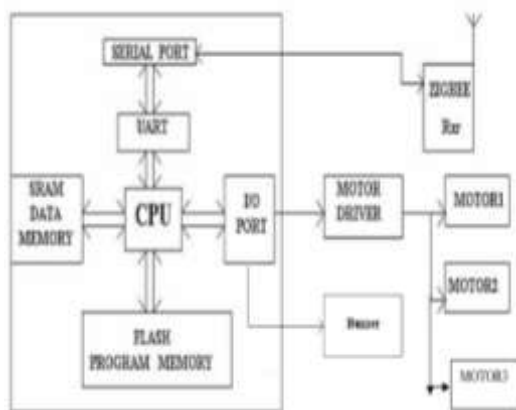 SERIAL PORT
ZIGBEE
Rxr
UART
SRAM
DATA
MEMORY
CPU
I/O
PORT
MOTOR
DRIVER
MOTOR1
MOTOR2
Buzzer
FLASH
PROGRAM MEMORY
MOTOR3